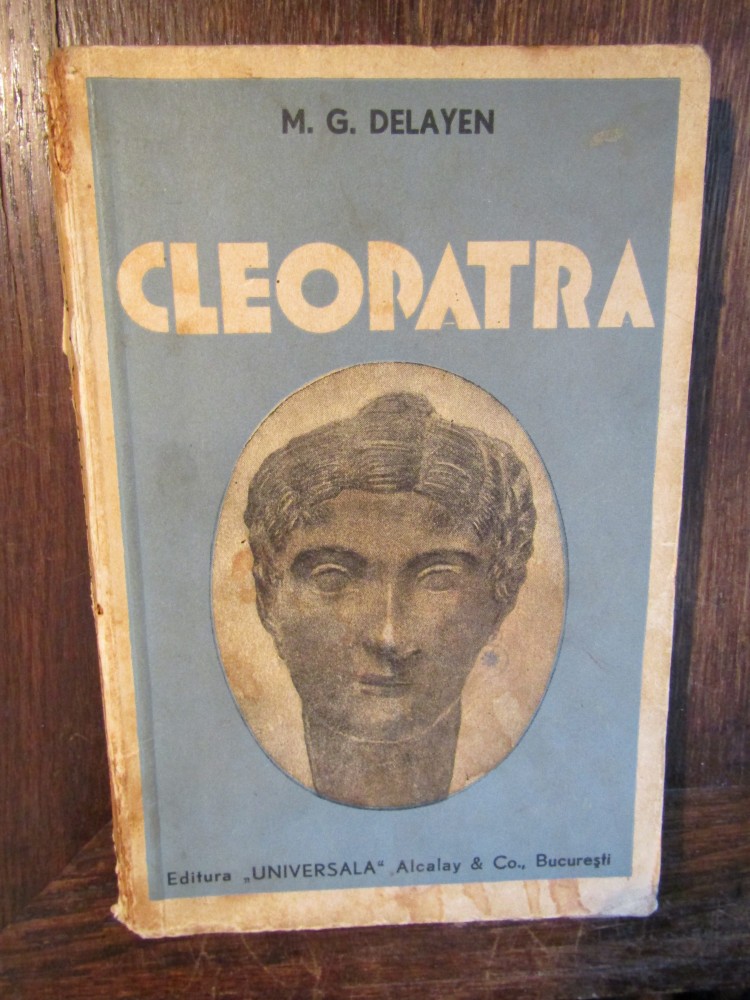 M. G. DELAYEN
CLEOPATRA
Editura „UNIVERSALA“ Alcalay & Co., Bucureşti